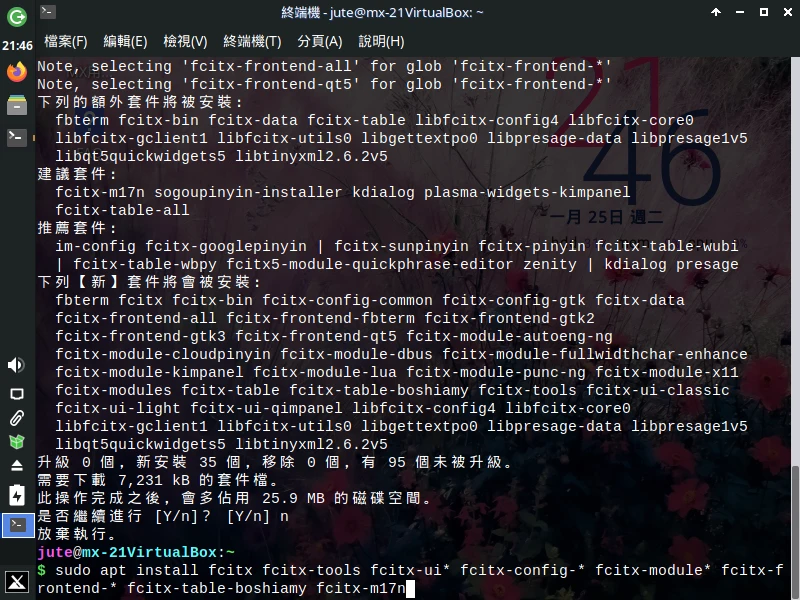 終端機 - jute@mx-21VirtualBox: ~
21:46
檔案(F) 編輯(E) 檢視(V) 終端機(T) 分頁(A) 說明(H)
Note, selecting 'fcitx-frontend-all' for glob 'fcitx-frontend-*'
Note, selecting 'fcitx-frontend-qt5' for glob 'fcitx-frontend-*'
下列的額外套件將被安裝:
fbterm fcitx-bin fcitx-data fcitx-table libfcitx-config4 libfcitx-core0
libfcitx-gclient1 libfcitx-utils0 libgettextpo0 libpresage-data libpresage1v5
libqt5quickwidgets5 libtinyxml2.6.2v5
建議套件:
fcitx-m17n sogoupinyin-installer kdialog plasma-widgets-kimpanel
fcitx-table-all
推薦套件:
im-config fcitx-googlepinyin | fcitx-sunpinyin fcitx-pinyin fcitx-table-wubi
| fcitx-table-wbpy fcitx5-module-quickphrase-editor zenity | kdialog presage
下列【新】套件將會被安裝:
fbterm fcitx fcitx-bin fcitx-config-common fcitx-config-gtk fcitx-data
fcitx-frontend-all fcitx-frontend-fbterm fcitx-frontend-gtk2
fcitx-frontend-gtk3 fcitx-frontend-qt5 fcitx-module-autoeng-ng
fcitx-module-cloudpinyin fcitx-module-dbus fcitx-module-fullwidthchar-enhance
fcitx-module-kimpanel fcitx-module-lua fcitx-module-punc-ng fcitx-module-x11
fcitx-modules fcitx-table fcitx-table-boshiamy fcitx-tools fcitx-ui-classic
fcitx-ui-light fcitx-ui-qimpanel libfcitx-config4 libfcitx-core0
libfcitx-gclient1 libfcitx-utils0 libgettextpo0 libpresage-data libpresage1v5
libqt5quickwidgets5 libtinyxml2.6.2v5
升級 0 個, 新安裝 35 個, 移除 0 個, 有 95 個未被升級。
需要下載 7,231 kB 的套件檔。
此操作完成之後, 會多佔用 25.9 MB 的磁碟空間。
是否繼續進行 [Y/n]? [Y/n] n
放棄執行。
jute@mx-21VirtualBox:~
$ sudo apt install fcitx fcitx-tools fcitx-ui* fcitx-config-* fcitx-module* fcitx-f
rontend-* fcitx-table-boshiamy fcitx-m17n
21
46
一月 25日 週二